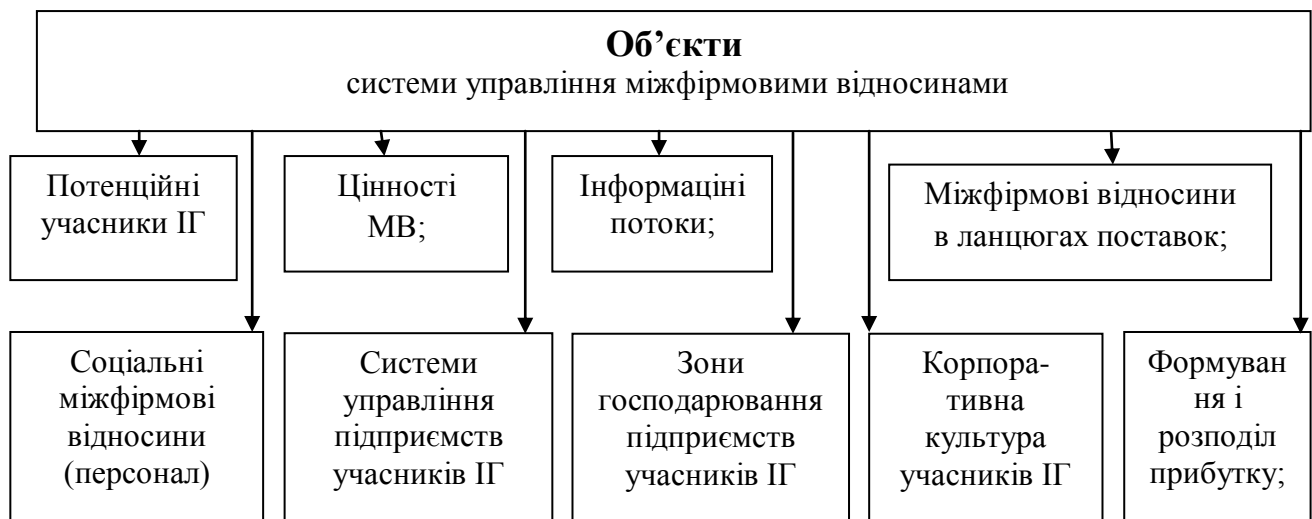 Об’єкти
системи управління міжфірмовими відносинами
Потенційні
учасники ІГ
Цінності
МВ;
Інформаціні
потоки;
Міжфірмові відносини
в ланцюгах поставок;
Соціальні
міжфірмові
відносини
(персонал)
Системи
управління
підприємств
учасників ІГ
Зони
господарювання
підприємств
учасників ІГ
Корпора-
тивна
культура
учасників ІГ
Формуван
ня і
розподіл
прибутку;